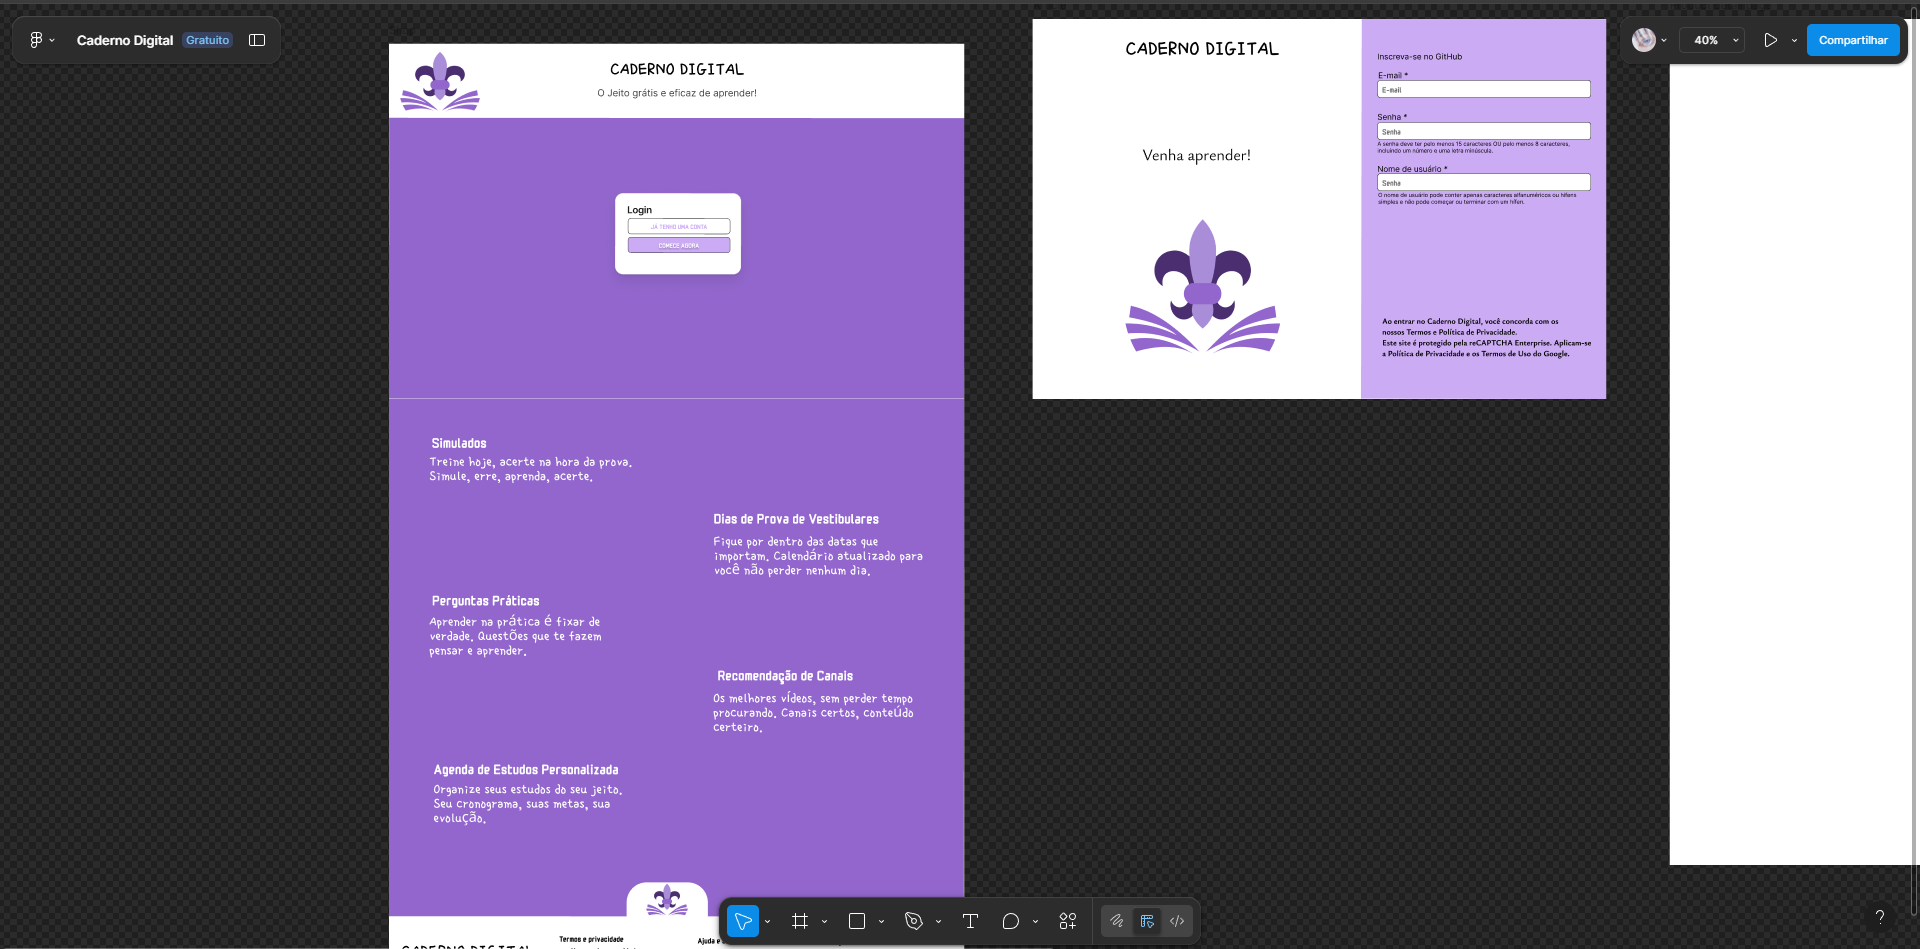 Caderno Digital Gratuito
40%
Compartilhar
CADERNO DIGITAL
O Jeito grátis e eficaz de aprender!
Login
JÁ TENHO UMA CONTA
COMECE AGORA
Simulados
Treine hoje, acerte na hora da prova.
Simule, erre, aprenda, acerte.
Dias de Prova de Vestibulares
Fique por dentro das datas que
importam. Calendário atualizado para
você não perder nenhum dia.
Perguntas Práticas
Aprender na prática é fixar de
verdade. Questões que te fazem
pensar e aprender.
Recomendação de Canais
Os melhores vídeos, sem perder tempo
procurando. Canais certos, conteúdo
certeiro.
Agenda de Estudos Personalizada
Organize seus estudos do seu jeito.
Seu cronograma, suas metas, sua
evolução.
CADERNO DIGITAL
Termos e privacidade
Ajuda e
CADERNO DIGITAL
Venha aprender!
Inscreva-se no GitHub
E-mail *
E-mail
Senha *
Senha
A senha deve ter pelo menos 15 caracteres OU pelo menos 8 caracteres,
incluindo um número e uma letra minúscula.
Nome de usuário *
Senha
O nome de usuário pode conter apenas caracteres alfanuméricos ou hífens
simples e não pode começar ou terminar com um hífen.
Ao entrar no Caderno Digital, você concorda com os
nossos Termos e Política de Privacidade.
Este site é protegido pela reCAPTCHA Enterprise. Aplicam-se
a Política de Privacidade e os Termos de Uso do Google.
?